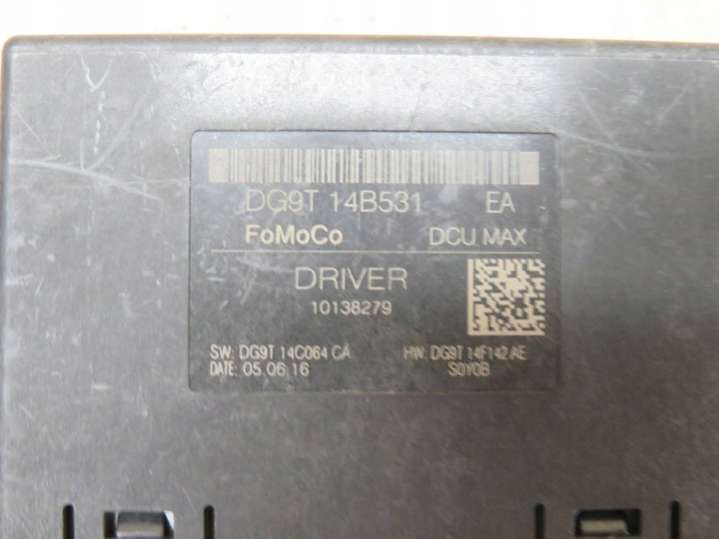 DG9T 14B531 EA
FoMoCo DCU MAX
DRIVER
10138279
SW: DG9T 14C064 CA HW: DG9T 14F142 AE
DATE: 05.06.16 S0Y0B